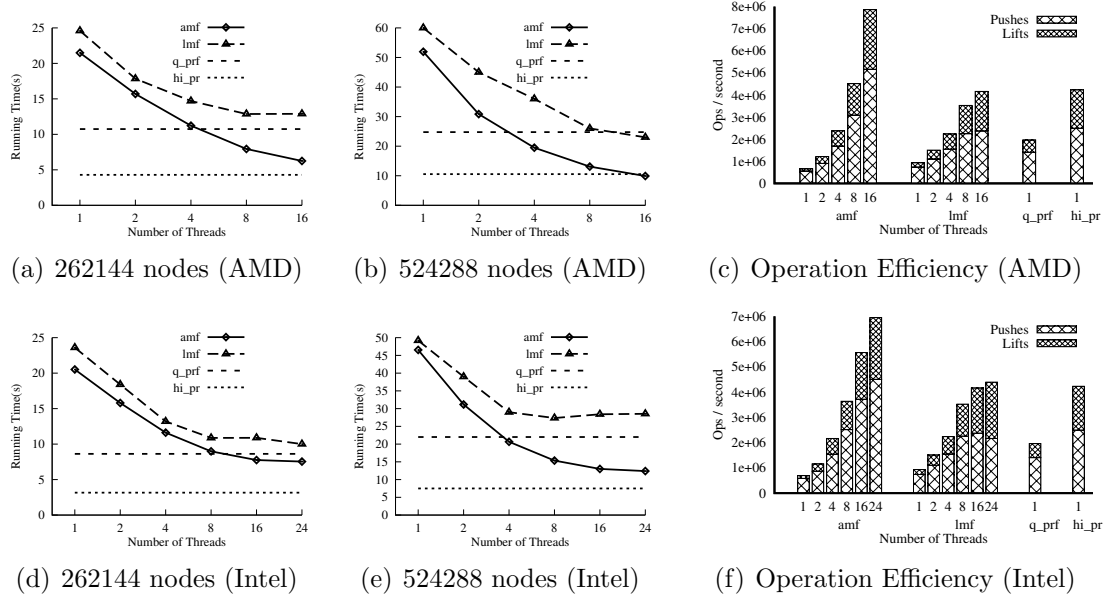 25
20
15
10
5
0
Running Time(s)
1 2 4 8 16
Number of Threads
amf
lmf
q_prf
hi_pr
(a) 262144 nodes (AMD)
60
50
40
30
20
10
0
Running Time(s)
1 2 4 8 16
Number of Threads
amf
lmf
q_prf
hi_pr
(b) 524288 nodes (AMD)
8e+06
7e+06
6e+06
5e+06
4e+06
3e+06
2e+06
1e+06
0
Ops / second
Pushes
Lifts
1 2 4 8 16 1 2 4 8 16 1 1
amf lmf q_prf hi_pr
Number of Threads
(c) Operation Efficiency (AMD)
25
20
15
10
5
0
Running Time(s)
1 2 4 8 16 24
Number of Threads
amf
lmf
q_prf
hi_pr
(d) 262144 nodes (Intel)
50
45
40
35
30
25
20
15
10
5
0
Running Time(s)
1 2 4 8 16 24
Number of Threads
amf
lmf
q_prf
hi_pr
(e) 524288 nodes (Intel)
7e+06
6e+06
5e+06
4e+06
3e+06
2e+06
1e+06
0
Ops / second
Pushes
Lifts
1 2 4 8 16 24 1 2 4 8 16 24 1 1
amf lmf q_prf hi_pr
Number of Threads
(f) Operation Efficiency (Intel)